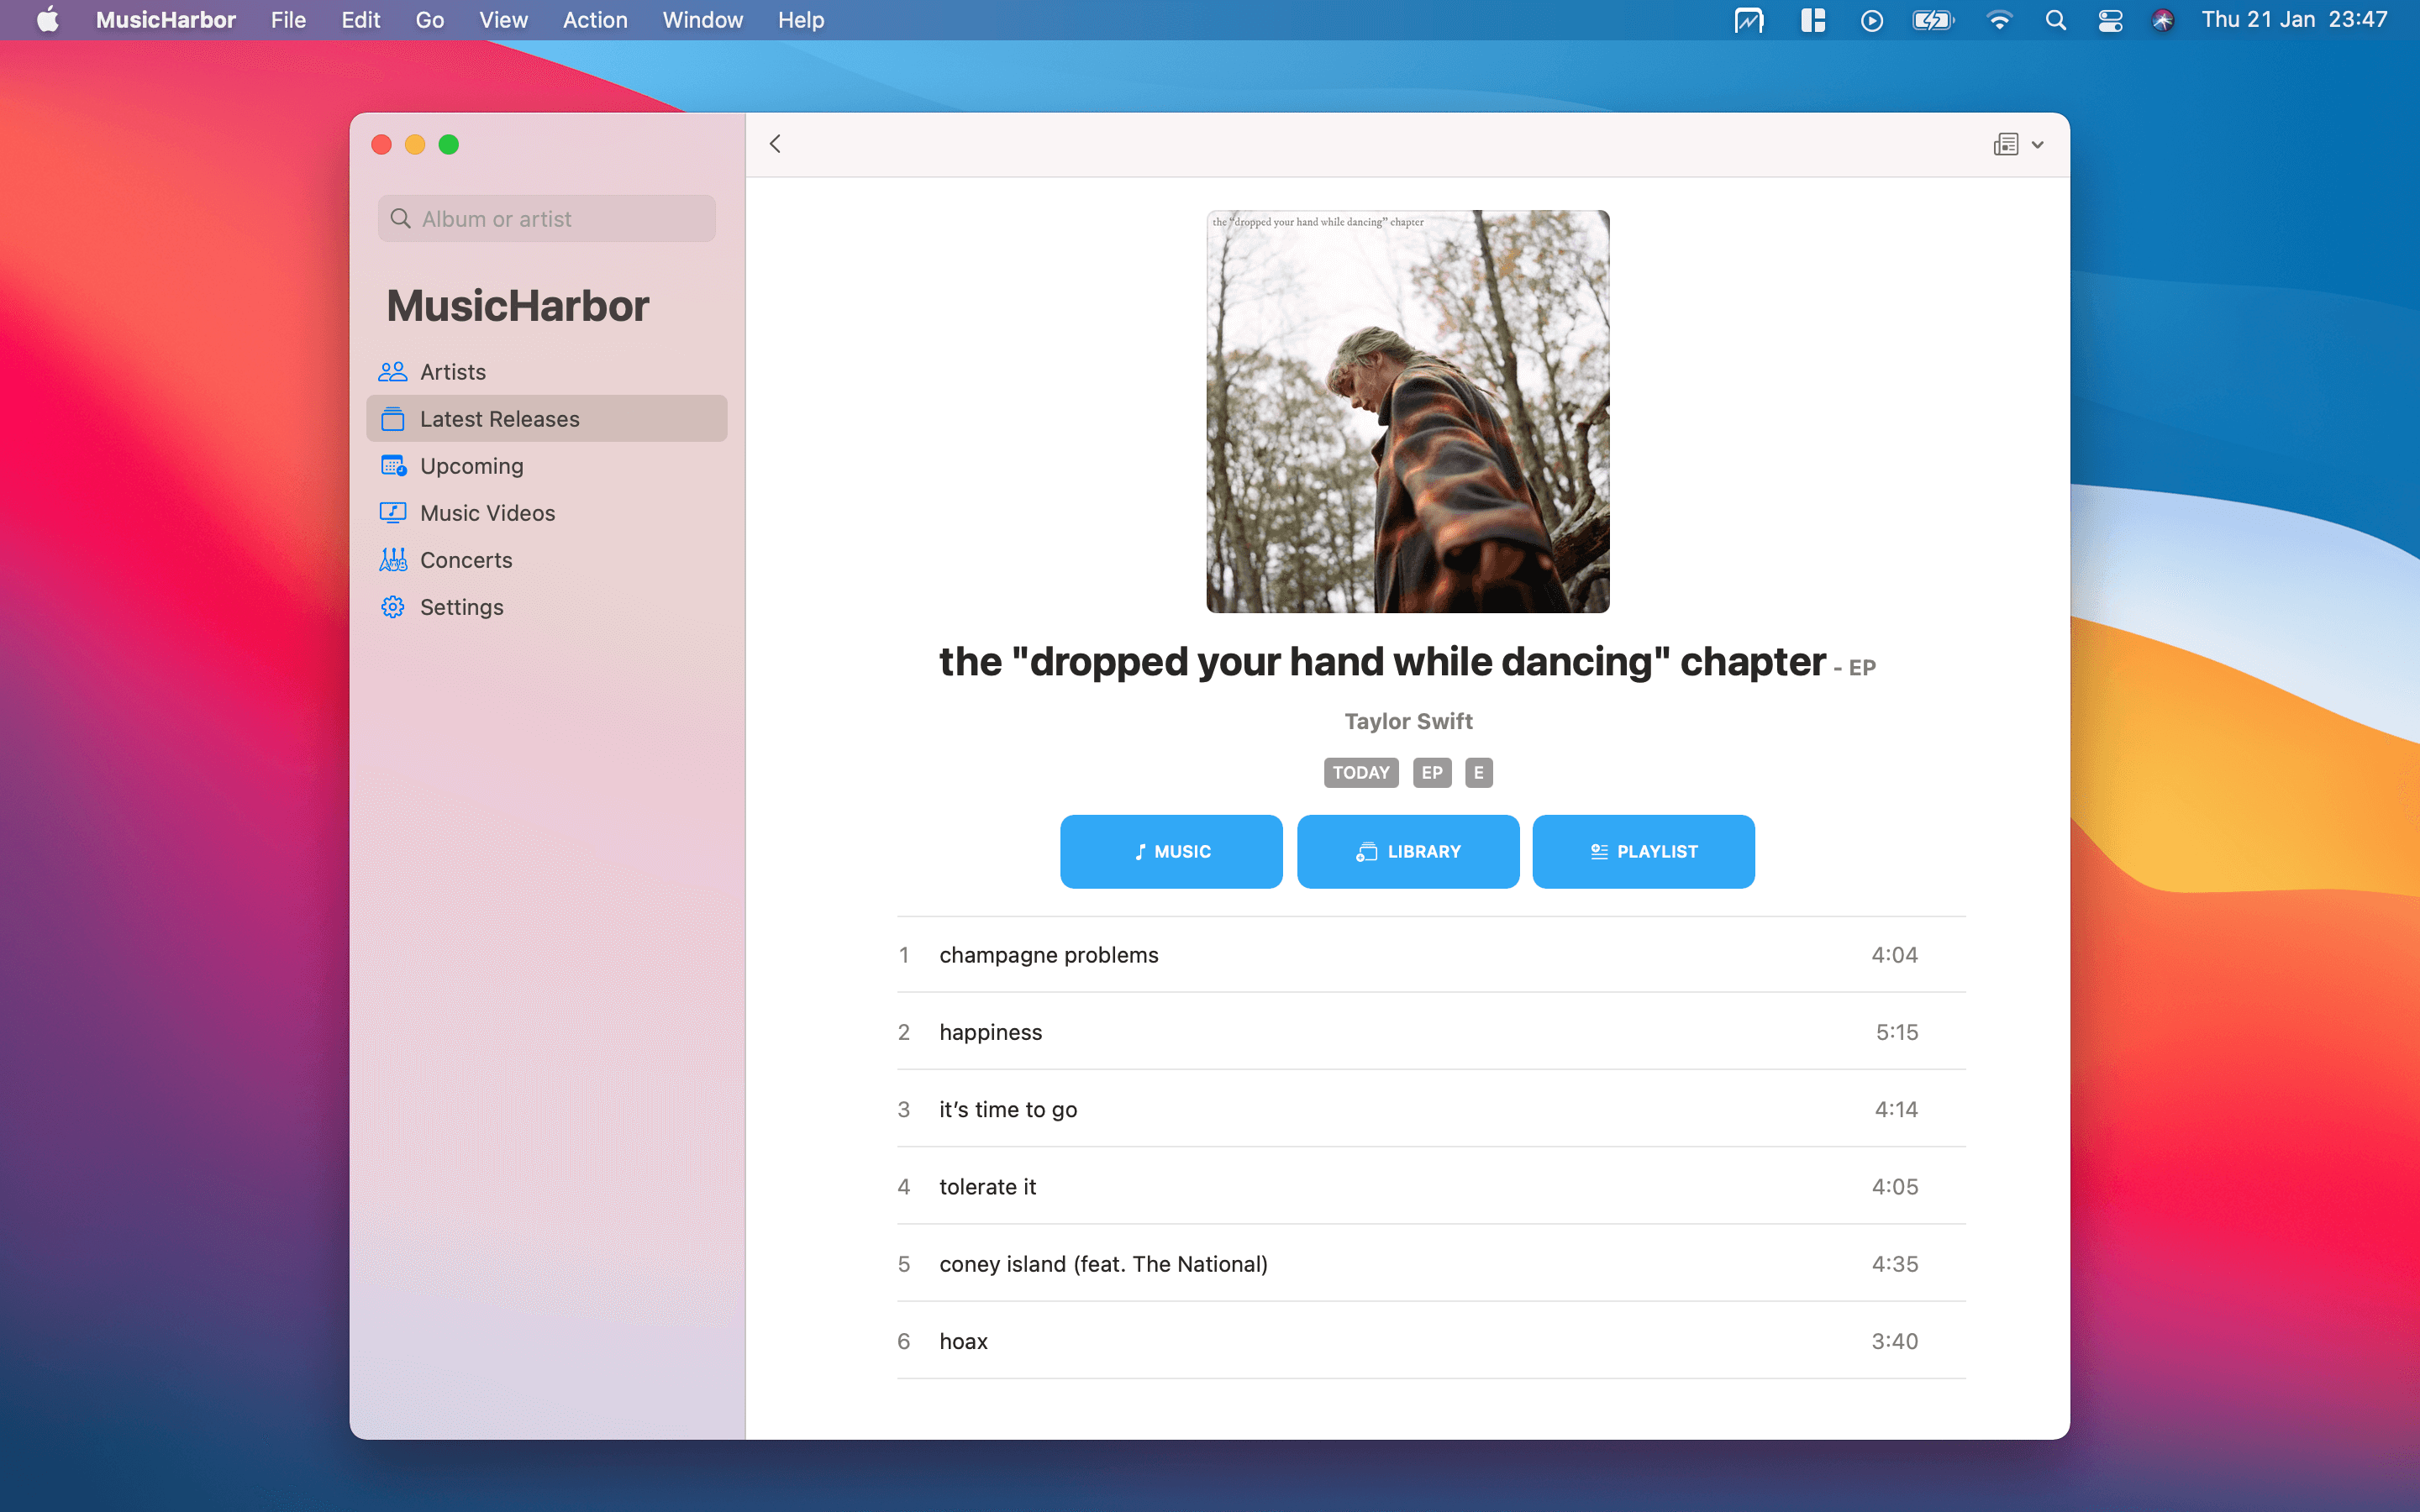 MusicHarbor File Edit Go View Action Window Help Thu 21 Jan 23:47
Album or artist
MusicHarbor
Artists
Latest Releases
Upcoming
Music Videos
Concerts
Settings
the "dropped your hand while dancing" chapter
the "dropped your hand while dancing" chapter - EP
Taylor Swift
TODAY EP E
MUSIC LIBRARY PLAYLIST
1 champagne problems 4:04
2 happiness 5:15
3 it’s time to go 4:14
4 tolerate it 4:05
5 coney island (feat. The National) 4:35
6 hoax 3:40